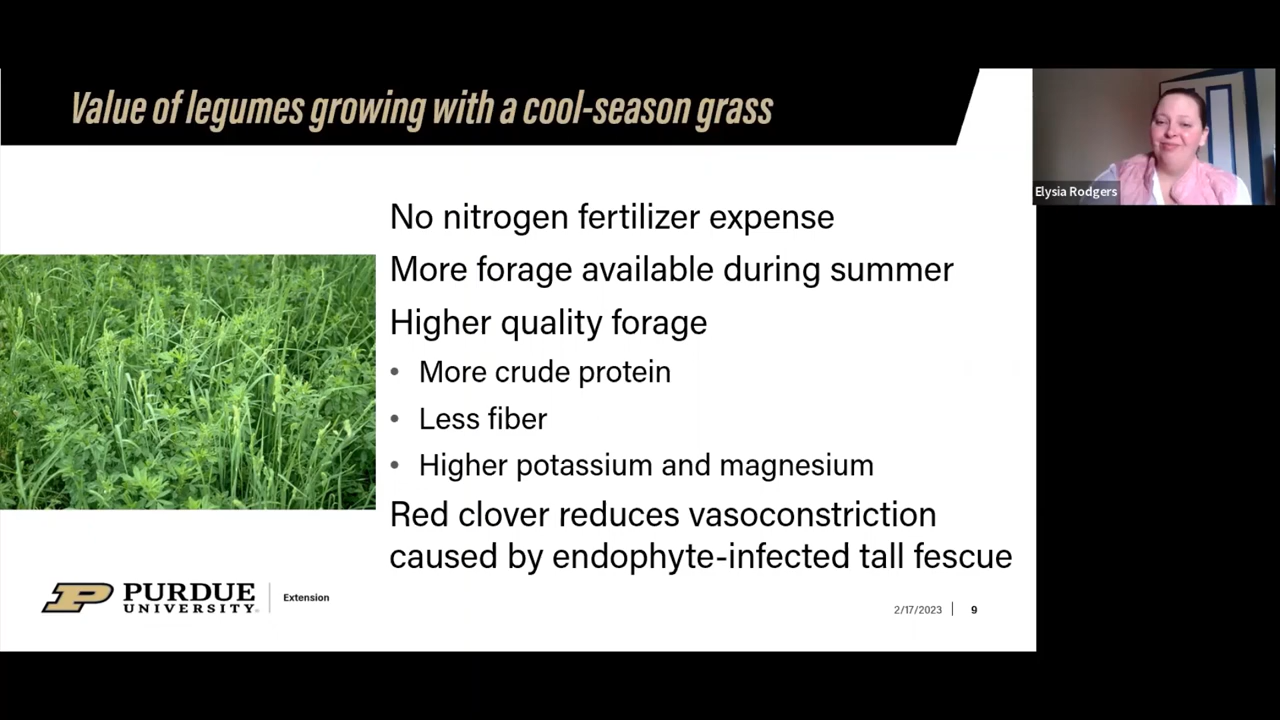 Value of legumes growing with a cool-season grass
Elysia Rodgers
No nitrogen fertilizer expense
More forage available during summer
Higher quality forage
• More crude protein
• Less fiber
• Higher potassium and magnesium
Red clover reduces vasoconstriction
caused by endophyte-infected tall fescue
P PURDUE UNIVERSITY. | Extension
2/17/2023 | 9